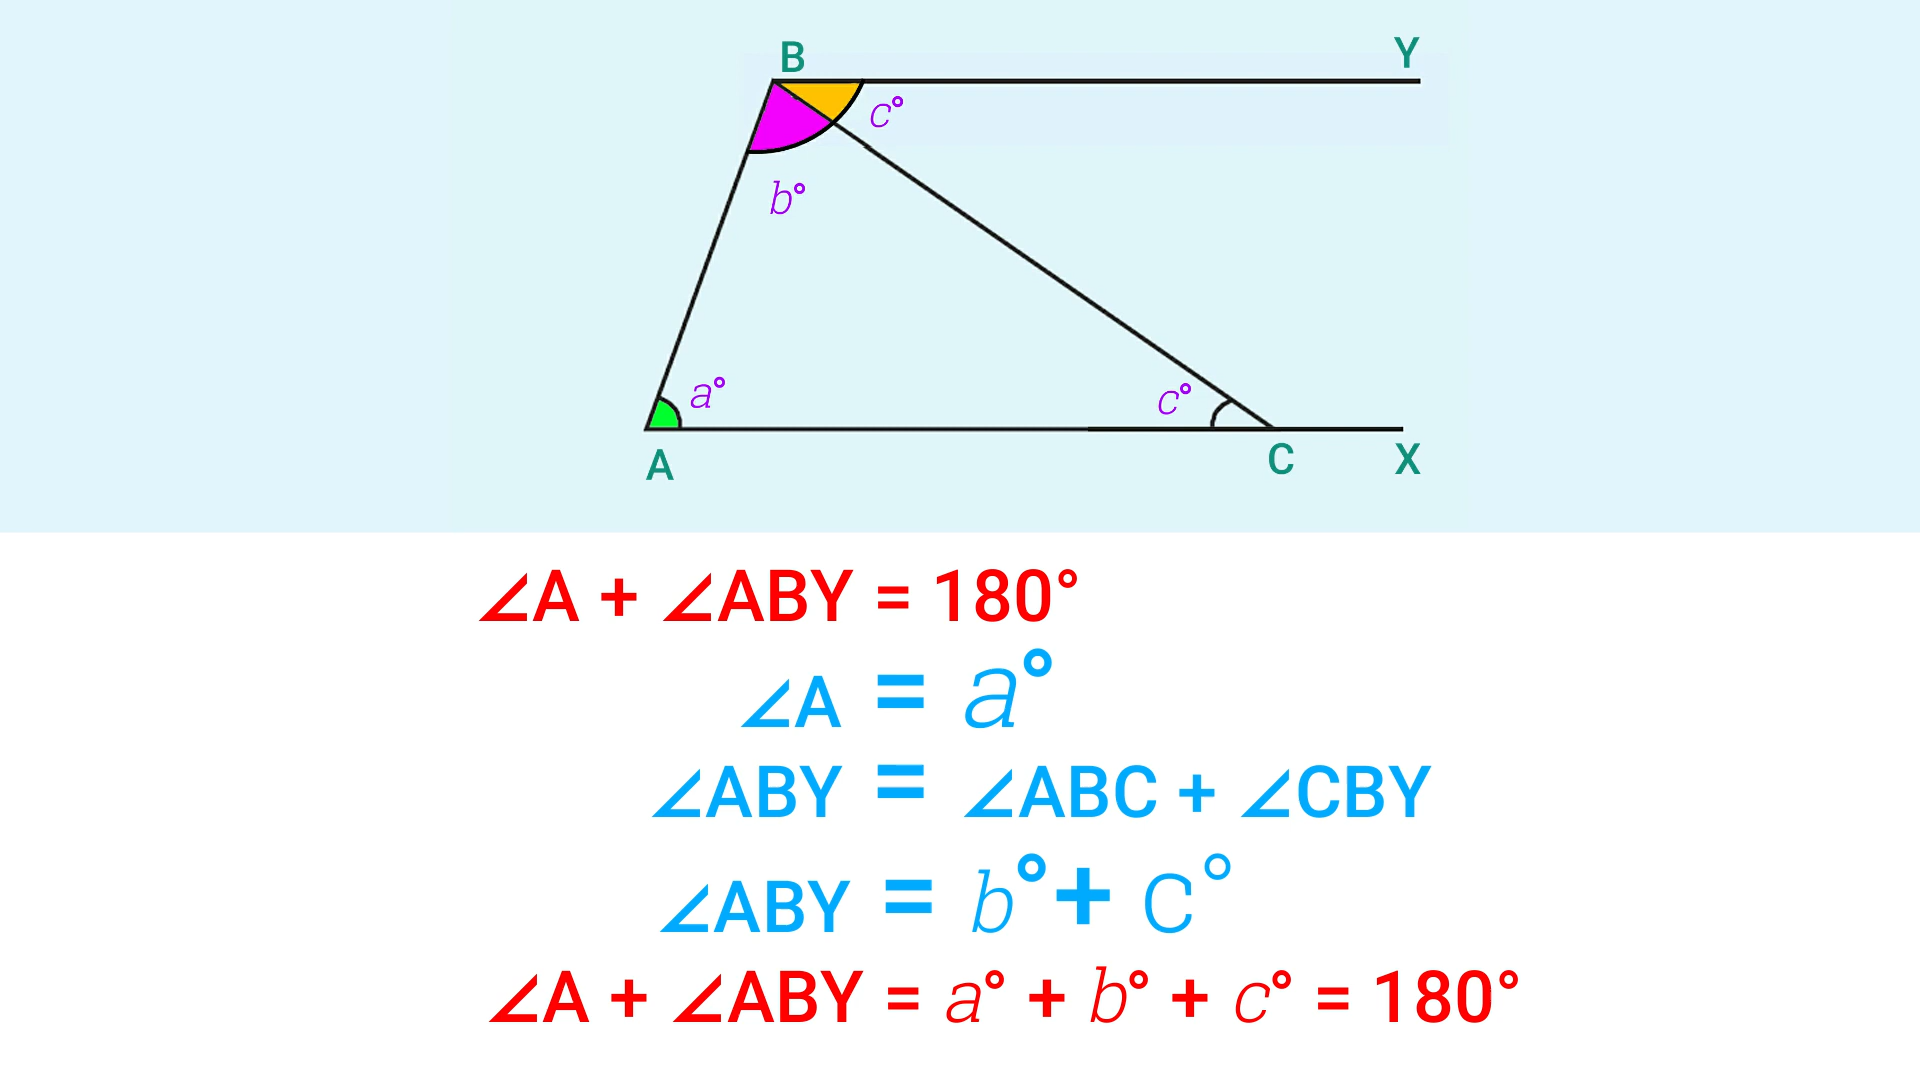 B Y
c°
b°
a° c°
A C X
∠A + ∠ABY = 180°
∠A = a°
∠ABY = ∠ABC + ∠CBY
∠ABY = b° + c°
∠A + ∠ABY = a° + b° + c° = 180°